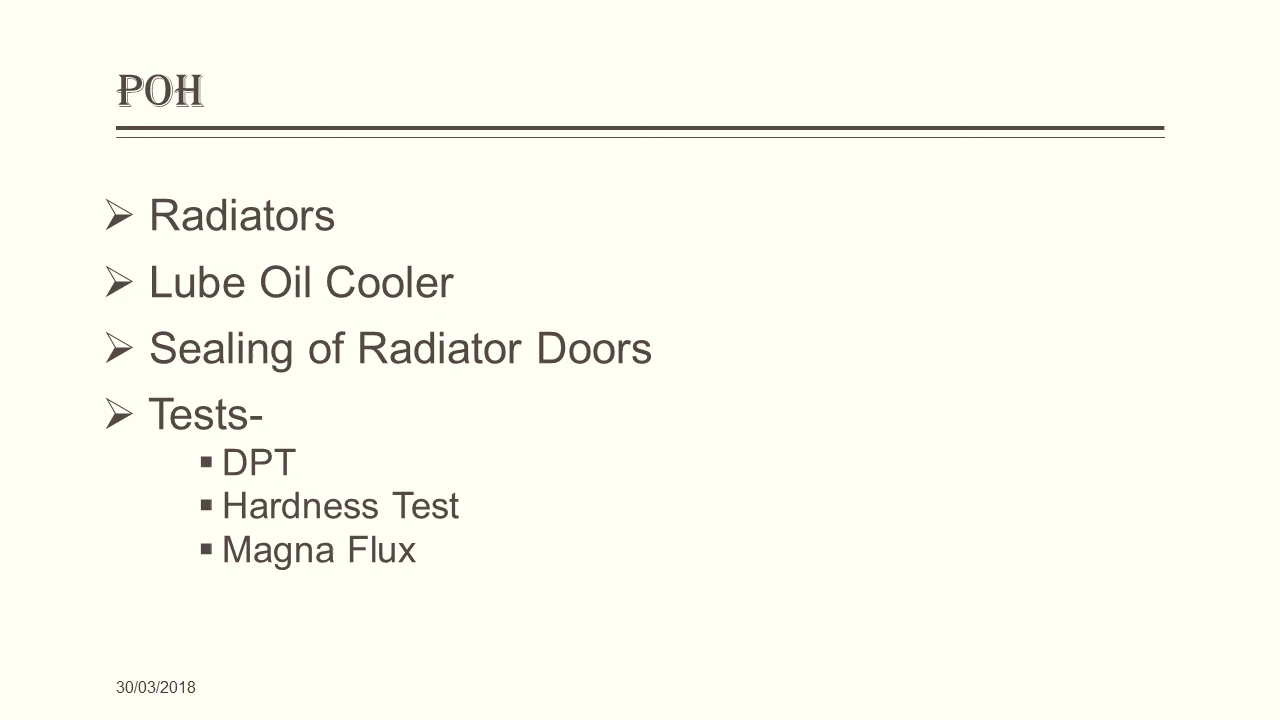 POH
➢ Radiators
➢ Lube Oil Cooler
➢ Sealing of Radiator Doors
➢ Tests-
▪ DPT
▪ Hardness Test
▪ Magna Flux
30/03/2018